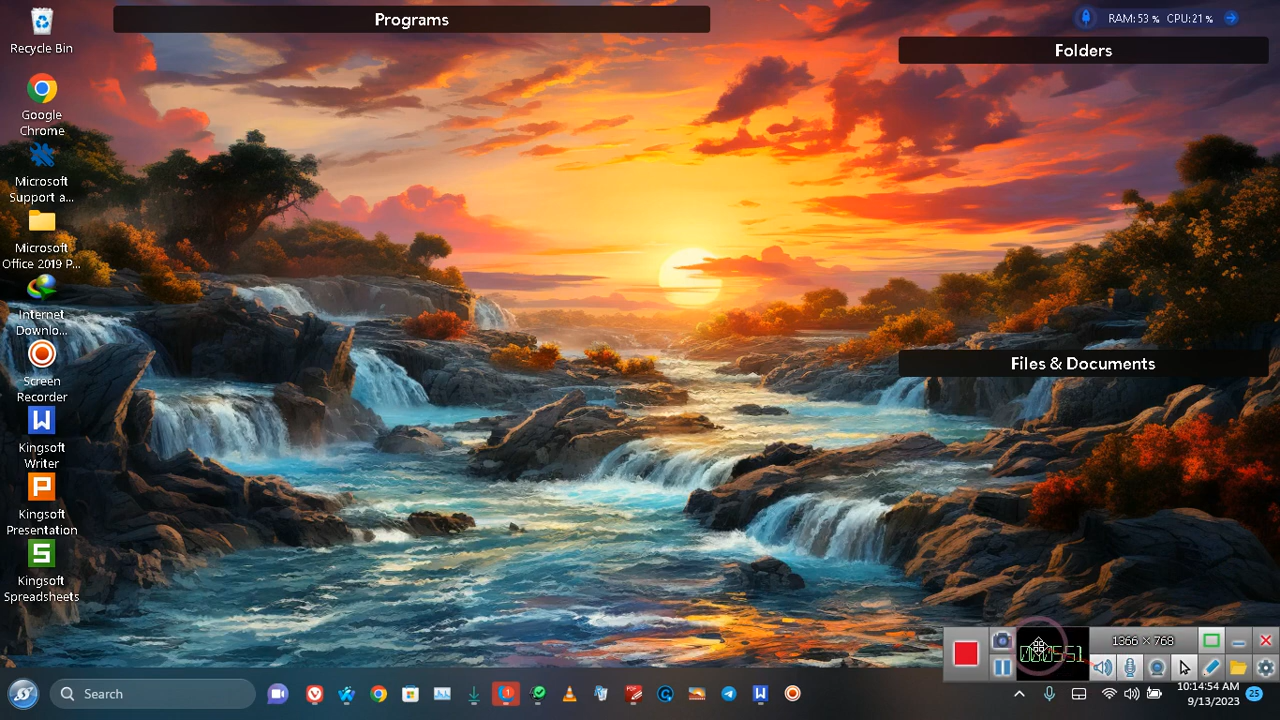 Programs
RAM:53 % CPU:21 %
Folders
Recycle Bin
Google
Chrome
Microsoft
Support a...
Microsoft
Office 2019 P...
Internet
Downlo...
Screen
Recorder
Kingsoft
Writer
Kingsoft
Presentation
Kingsoft
Spreadsheets
Files & Documents
1366 × 768
Search
10:14:54 AM
9/13/2023
25